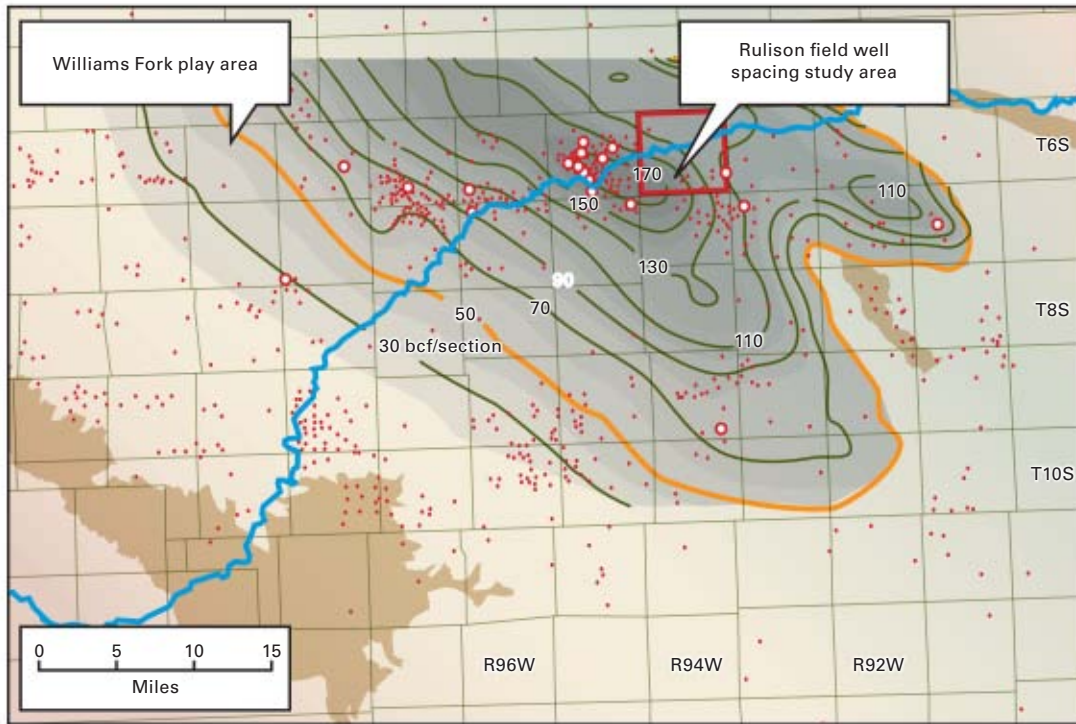 Williams Fork play area
Rulison field well
spacing study area
T6S
170
110
150
130
90
70
50
T8S
110
30 bcf/section
T10S
0 5 10 15
Miles
R96W R94W R92W